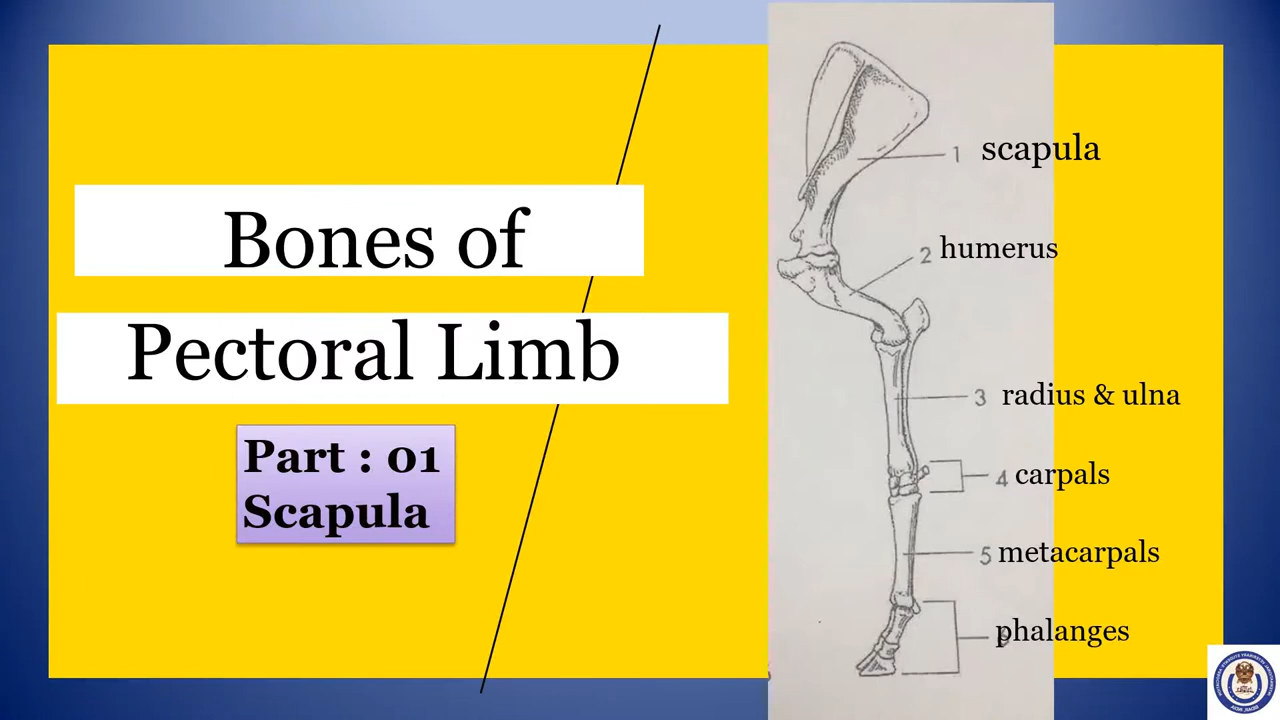 Bones of
Pectoral Limb
Part : 01
Scapula
1 scapula
2 humerus
3 radius & ulna
4 carpals
5 metacarpals
phalanges